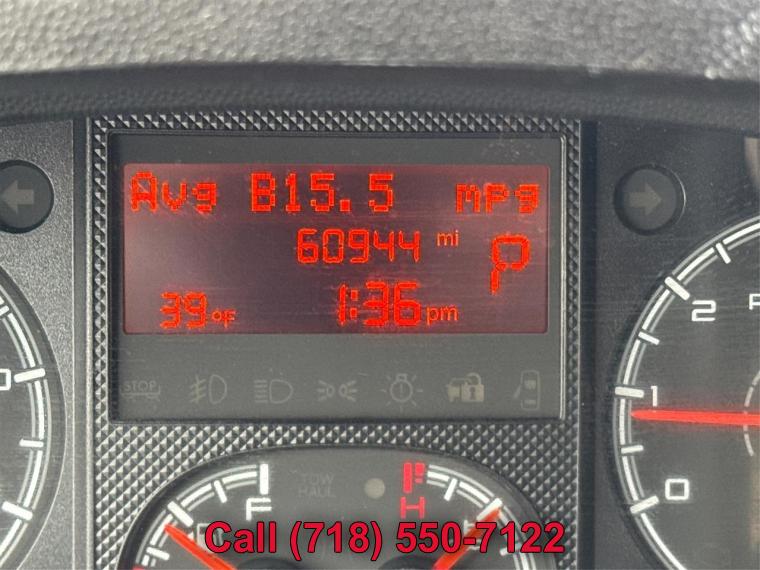 Avg B15.5 mpg
60944 mi
P
39°F 1:36 pm
STOP
2
1
0
TOW
HAUL
F
H
Call (718) 550-7122